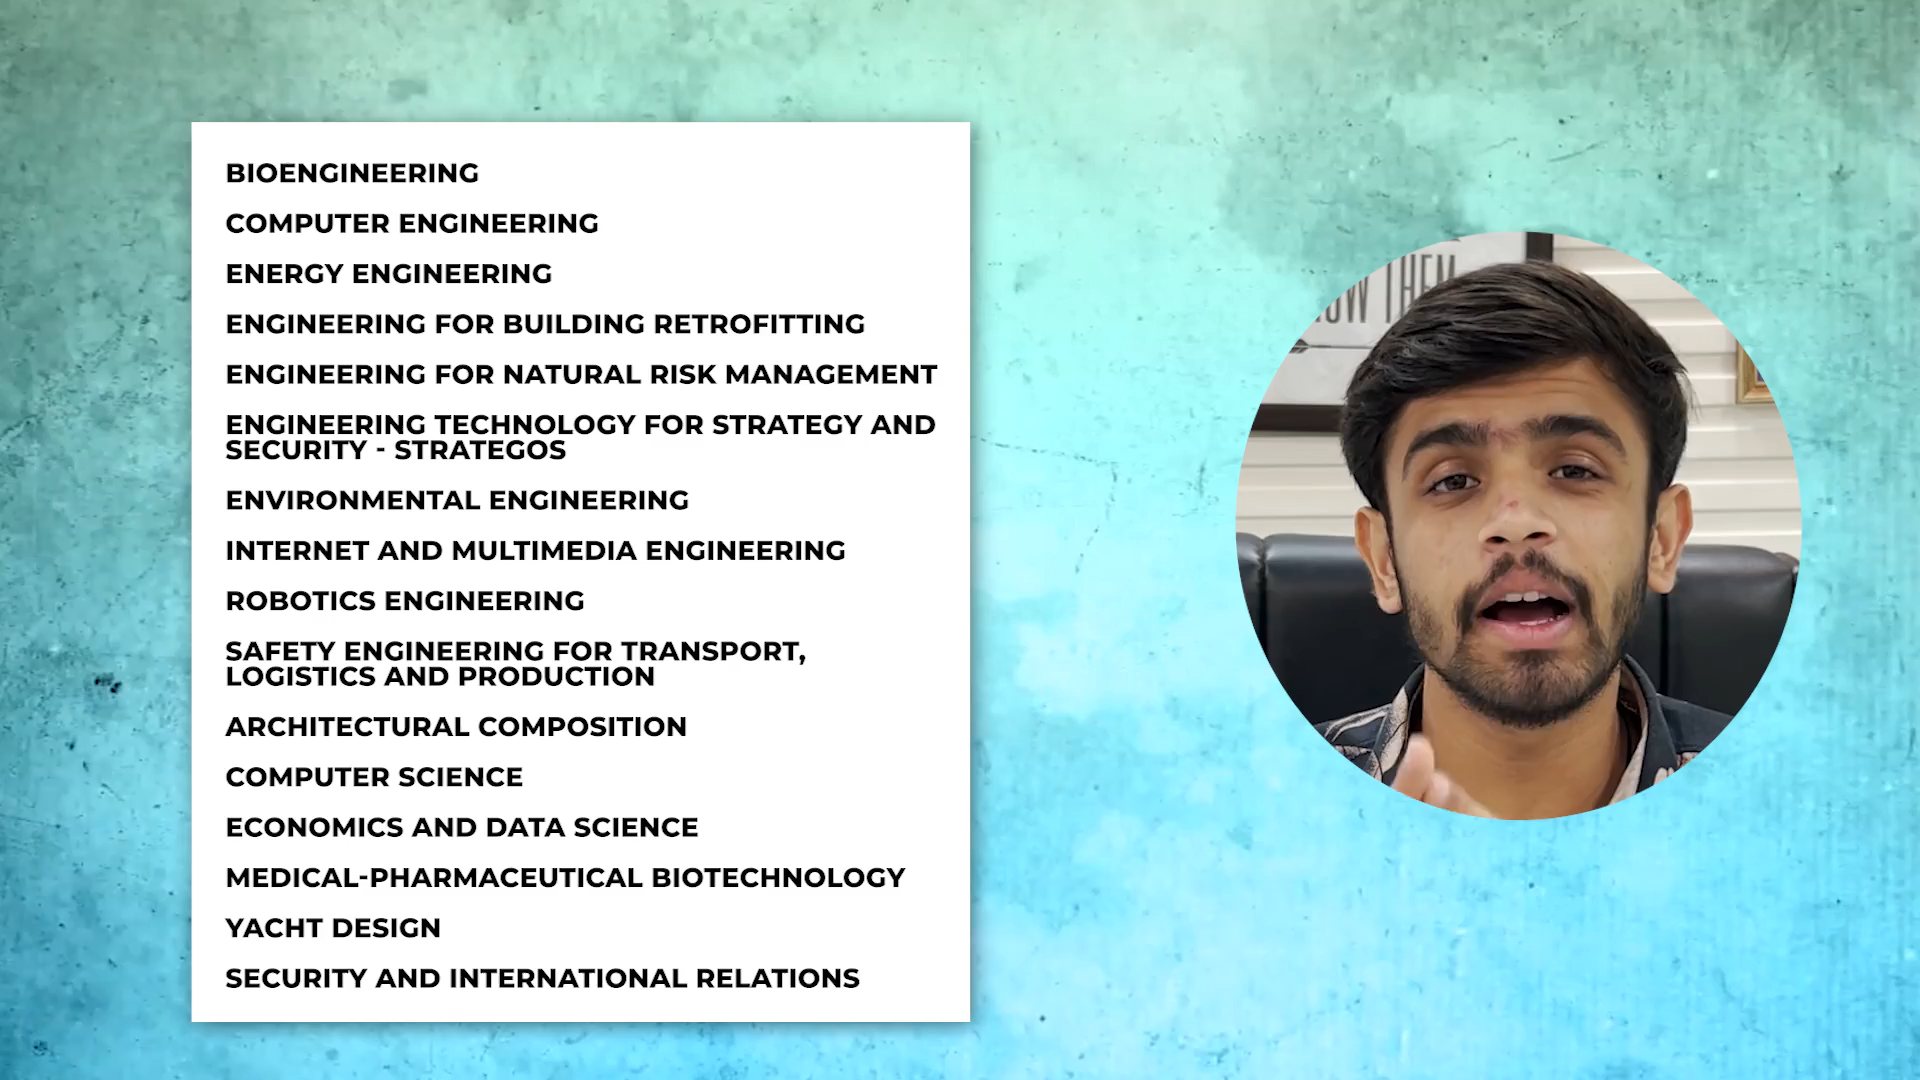 BIOENGINEERING
COMPUTER ENGINEERING
ENERGY ENGINEERING
ENGINEERING FOR BUILDING RETROFITTING
ENGINEERING FOR NATURAL RISK MANAGEMENT
ENGINEERING TECHNOLOGY FOR STRATEGY AND
SECURITY - STRATEGOS
ENVIRONMENTAL ENGINEERING
INTERNET AND MULTIMEDIA ENGINEERING
ROBOTICS ENGINEERING
SAFETY ENGINEERING FOR TRANSPORT,
LOGISTICS AND PRODUCTION
ARCHITECTURAL COMPOSITION
COMPUTER SCIENCE
ECONOMICS AND DATA SCIENCE
MEDICAL-PHARMACEUTICAL BIOTECHNOLOGY
YACHT DESIGN
SECURITY AND INTERNATIONAL RELATIONS
THEM